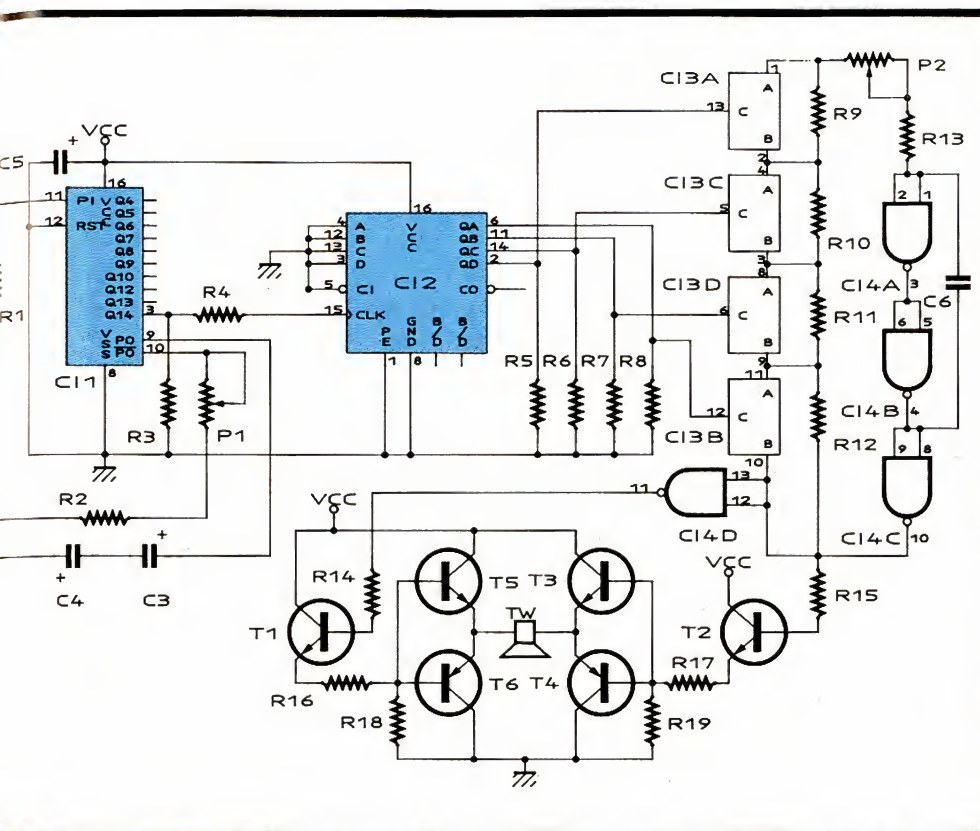 C5
+
VCC
16
11
12
PI
RST
V
C
C
Q4
Q5
Q6
Q7
Q8
Q9
Q10
Q12
Q13
Q14
V
S
S
PO
PO
3
9
10
8
CI1
R1
R2
R3
P1
R4
+
C4
+
C3
4
12
13
3
5
15
A
B
C
D
CI
CLK
16
V
C
C
CI2
QA
QB
QC
QD
CO
6
11
14
2
P
E
G
N
D
B
/
D
B
/
D
1
8
R5
R6
R7
R8
CI3A
13
C
A
B
1
2
CI3C
5
C
A
B
4
3
CI3D
6
C
A
B
8
9
CI3B
12
C
A
B
11
10
R9
R10
R11
R12
P2
R13
2
1
CI4A
3
C6
6
5
CI4B
4
9
8
CI4C
10
11
13
12
CI4D
VCC
R14
T1
R16
R18
T5
T3
TW
T6
T4
VCC
T2
R15
R17
R19